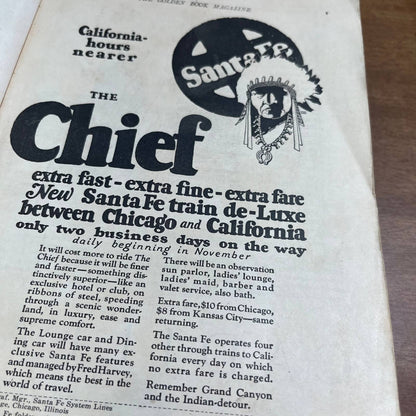 THE GOLDEN BOOK MAGAZINE
California-
hours
nearer
Santa Fe
THE
Chief
extra fast - extra fine - extra fare
New Santa Fe train de-Luxe
between Chicago and California
only two business days on the way
daily beginning in November
It will cost more to ride The
Chief because it will be finer
and faster—something dis-
tinctively superior—like an
exclusive hotel or club, on
ribbons of steel, speeding
through a scenic wonder-
land, in luxury, ease and
supreme comfort.
The Lounge car and Din-
ing car will have many ex-
clusive Santa Fe features
and managed by Fred Harvey,
which means the best in the
world of travel.
There will be an observation
sun parlor, ladies' lounge,
ladies' maid, barber and
valet service, also bath.
Extra fare, $10 from Chicago,
$8 from Kansas City—same
returning.
The Santa Fe operates four
other through trains to Cali-
fornia every day on which
no extra fare is charged.
Remember Grand Canyon
and the Indian-detour.
Mgr., Santa Fe System Lines
Chicago, Illinois